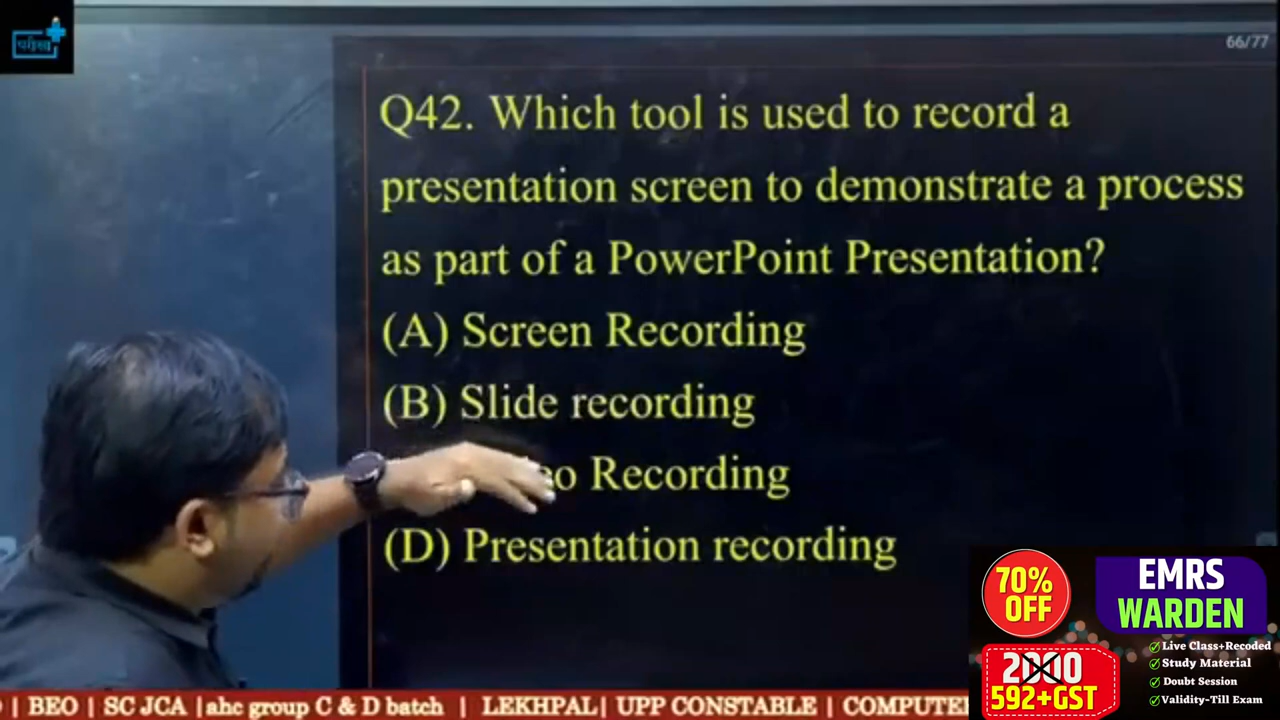 परीक्षा
66/77
Q42. Which tool is used to record a
presentation screen to demonstrate a process
as part of a PowerPoint Presentation?
(A) Screen Recording
(B) Slide recording
Recording
(D) Presentation recording
70%
OFF
EMRS
WARDEN
2000
592+GST
Live Class+Recoded
Study Material
Doubt Session
Validity-Till Exam
| BEO | SC JCA | ahc group C & D batch | LEKHPAL | UPP CONSTABLE |